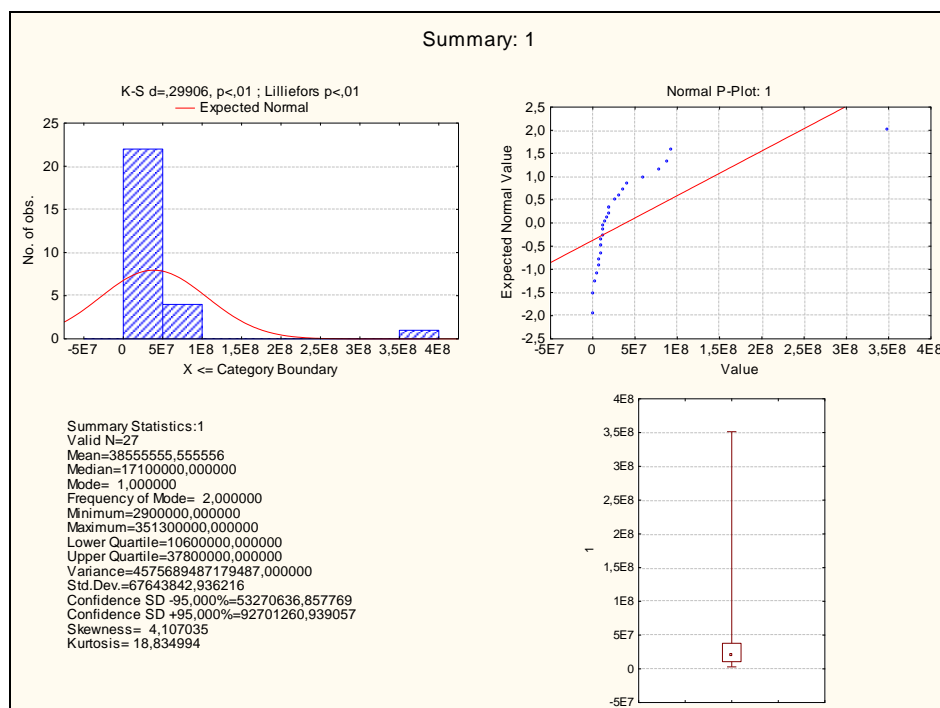 Summary: 1
K-S d=,29906, p<,01 ; Lilliefors p<,01
Expected Normal
25
20
15
10
5
0
No. of obs.
-5E7 0 5E7 1E8 1,5E8 2E8 2,5E8 3E8 3,5E8 4E8
X <= Category Boundary
Normal P-Plot: 1
2,5
2,0
1,5
1,0
0,5
0,0
-0,5
-1,0
-1,5
-2,0
-2,5
Expected Normal Value
-5E7 0 5E7 1E8 1,5E8 2E8 2,5E8 3E8 3,5E8 4E8
Value
Summary Statistics:1
Valid N=27
Mean=38555555,555556
Median=17100000,000000
Mode= 1,000000
Frequency of Mode= 2,000000
Minimum=2900000,000000
Maximum=351300000,000000
Lower Quartile=10600000,000000
Upper Quartile=37800000,000000
Variance=4575689487179487,000000
Std.Dev.=67643842,936216
Confidence SD -95,000%=53270636,857769
Confidence SD +95,000%=92701260,939057
Skewness= 4,107035
Kurtosis= 18,834994
4E8
3,5E8
3E8
2,5E8
2E8
1,5E8
1E8
5E7
0
-5E7
1